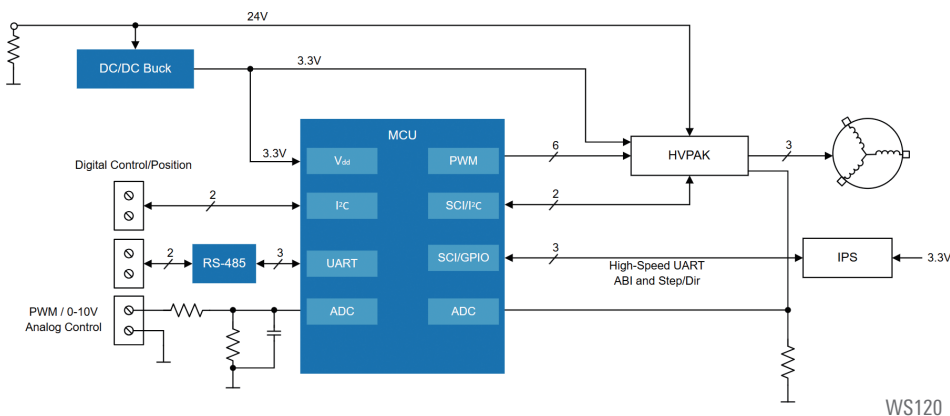 24V
DC/DC Buck
3.3V
MCU
3.3V
Vdd
PWM
6
HVPAK
3
Digital Control/Position
2
I²C
SCI/I²C
2
2
RS-485
3
UART
SCI/GPIO
3
High-Speed UART
ABI and Step/Dir
IPS
3.3V
PWM / 0-10V
Analog Control
ADC
ADC
WS120